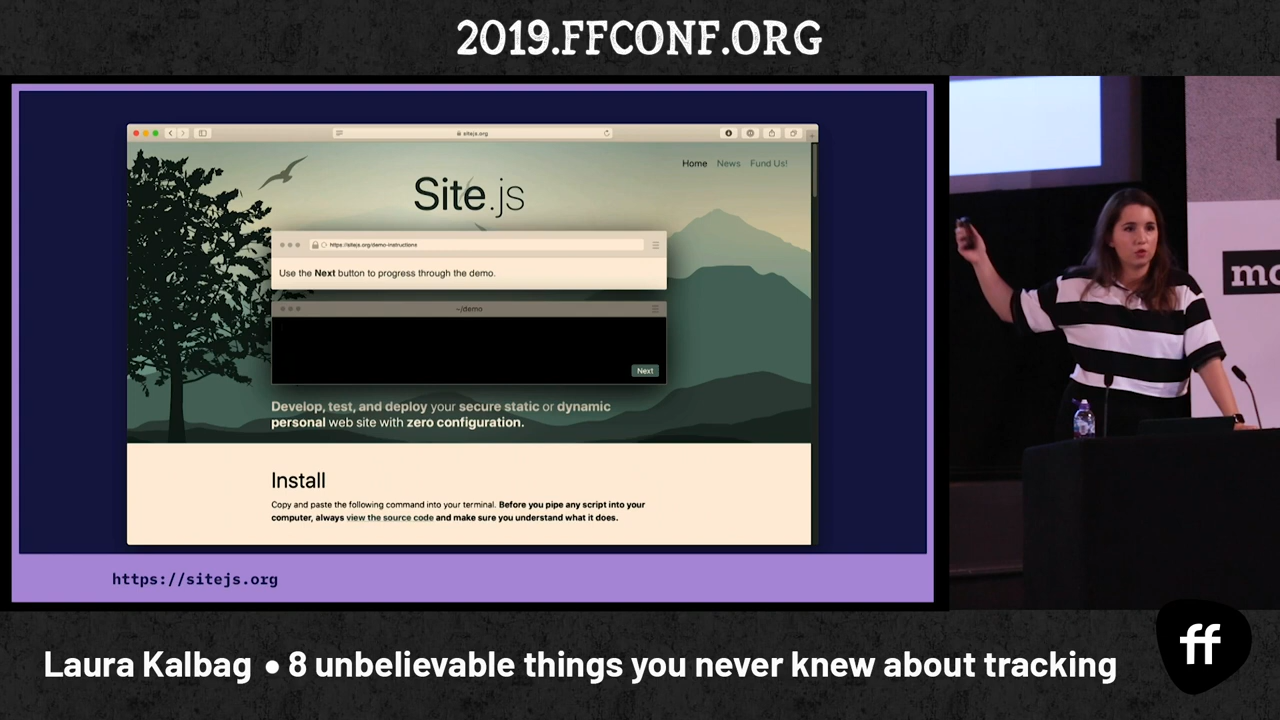 2019.FFCONF.ORG
sitejs.org
Home News Fund Us!
Site.js
https://sitejs.org/demo-instructions
Use the Next button to progress through the demo.
~/demo
Next
Develop, test, and deploy your secure static or dynamic
personal web site with zero configuration.
Install
Copy and paste the following command into your terminal. Before you pipe any script into your
computer, always view the source code and make sure you understand what it does.
https://sitejs.org
mo
Laura Kalbag • 8 unbelievable things you never knew about tracking
ff